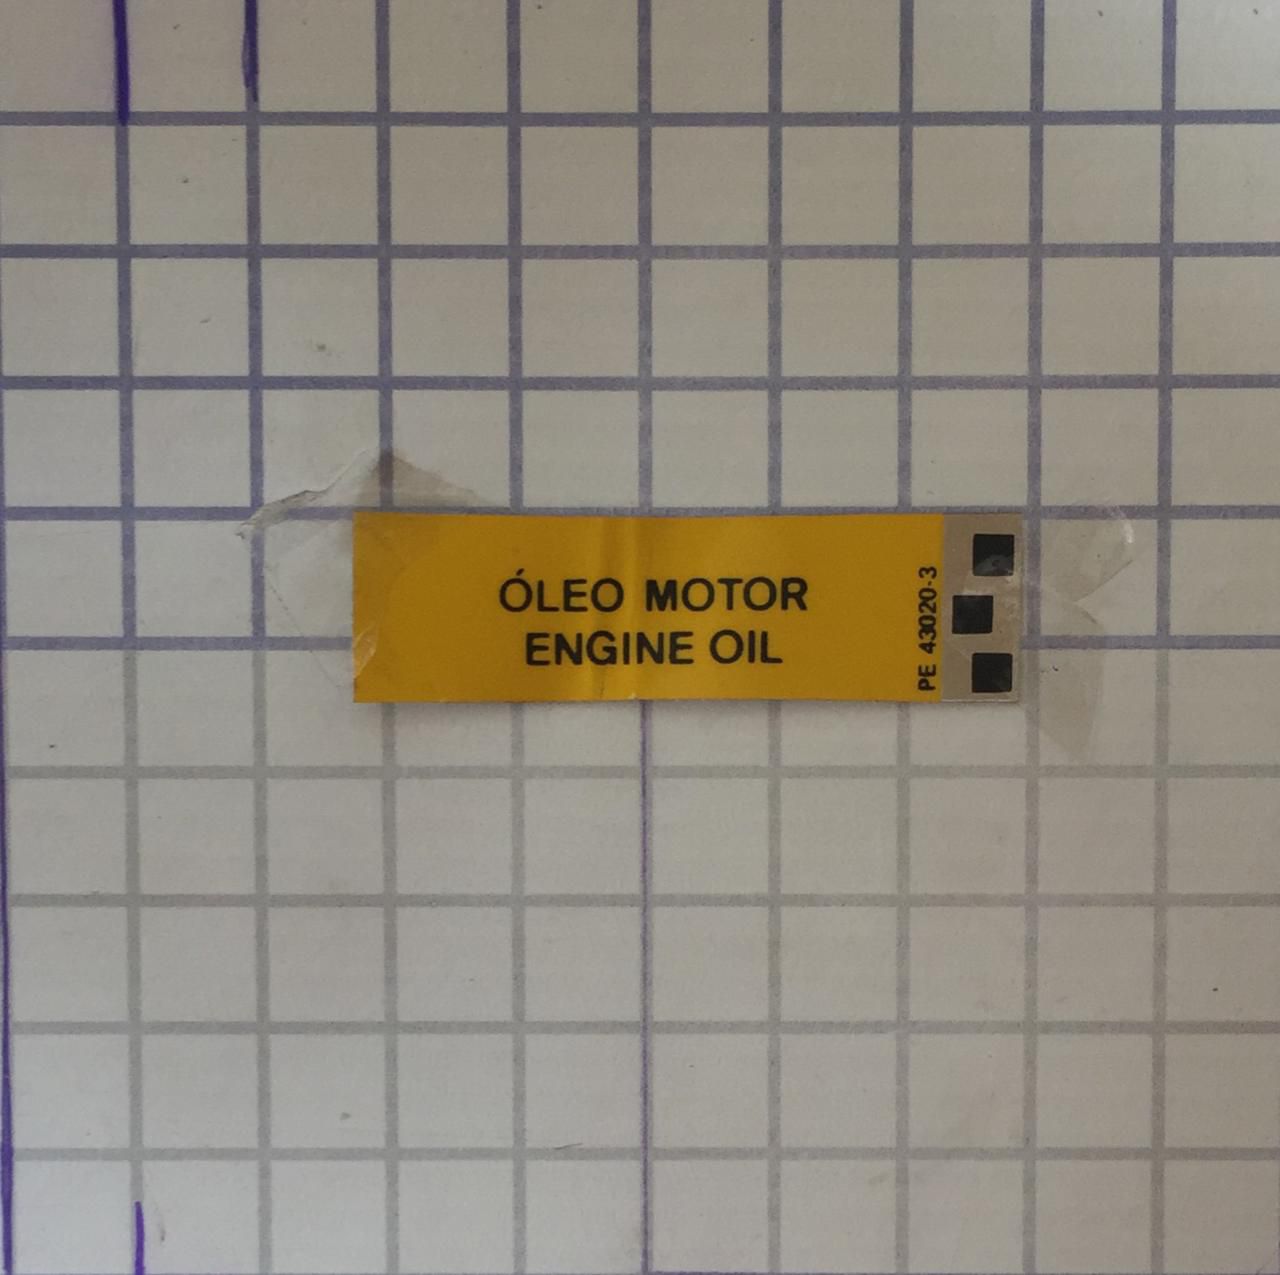 ÓLEO MOTOR
ENGINE OIL
PE 43020-3